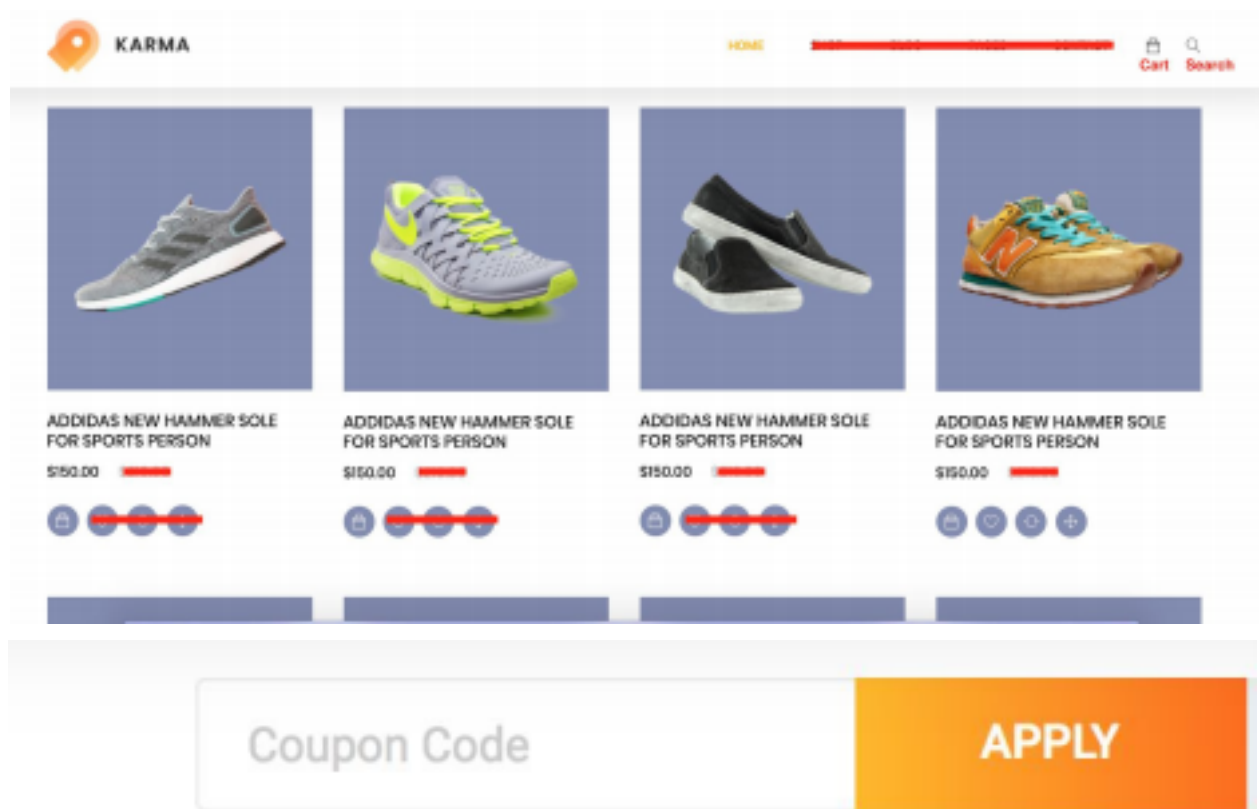 KARMA
HOME
Cart Search
ADDIDAS NEW HAMMER SOLE
FOR SPORTS PERSON
$150.00
ADDIDAS NEW HAMMER SOLE
FOR SPORTS PERSON
$150.00
ADDIDAS NEW HAMMER SOLE
FOR SPORTS PERSON
$150.00
ADDIDAS NEW HAMMER SOLE
FOR SPORTS PERSON
$150.00
Coupon Code
APPLY